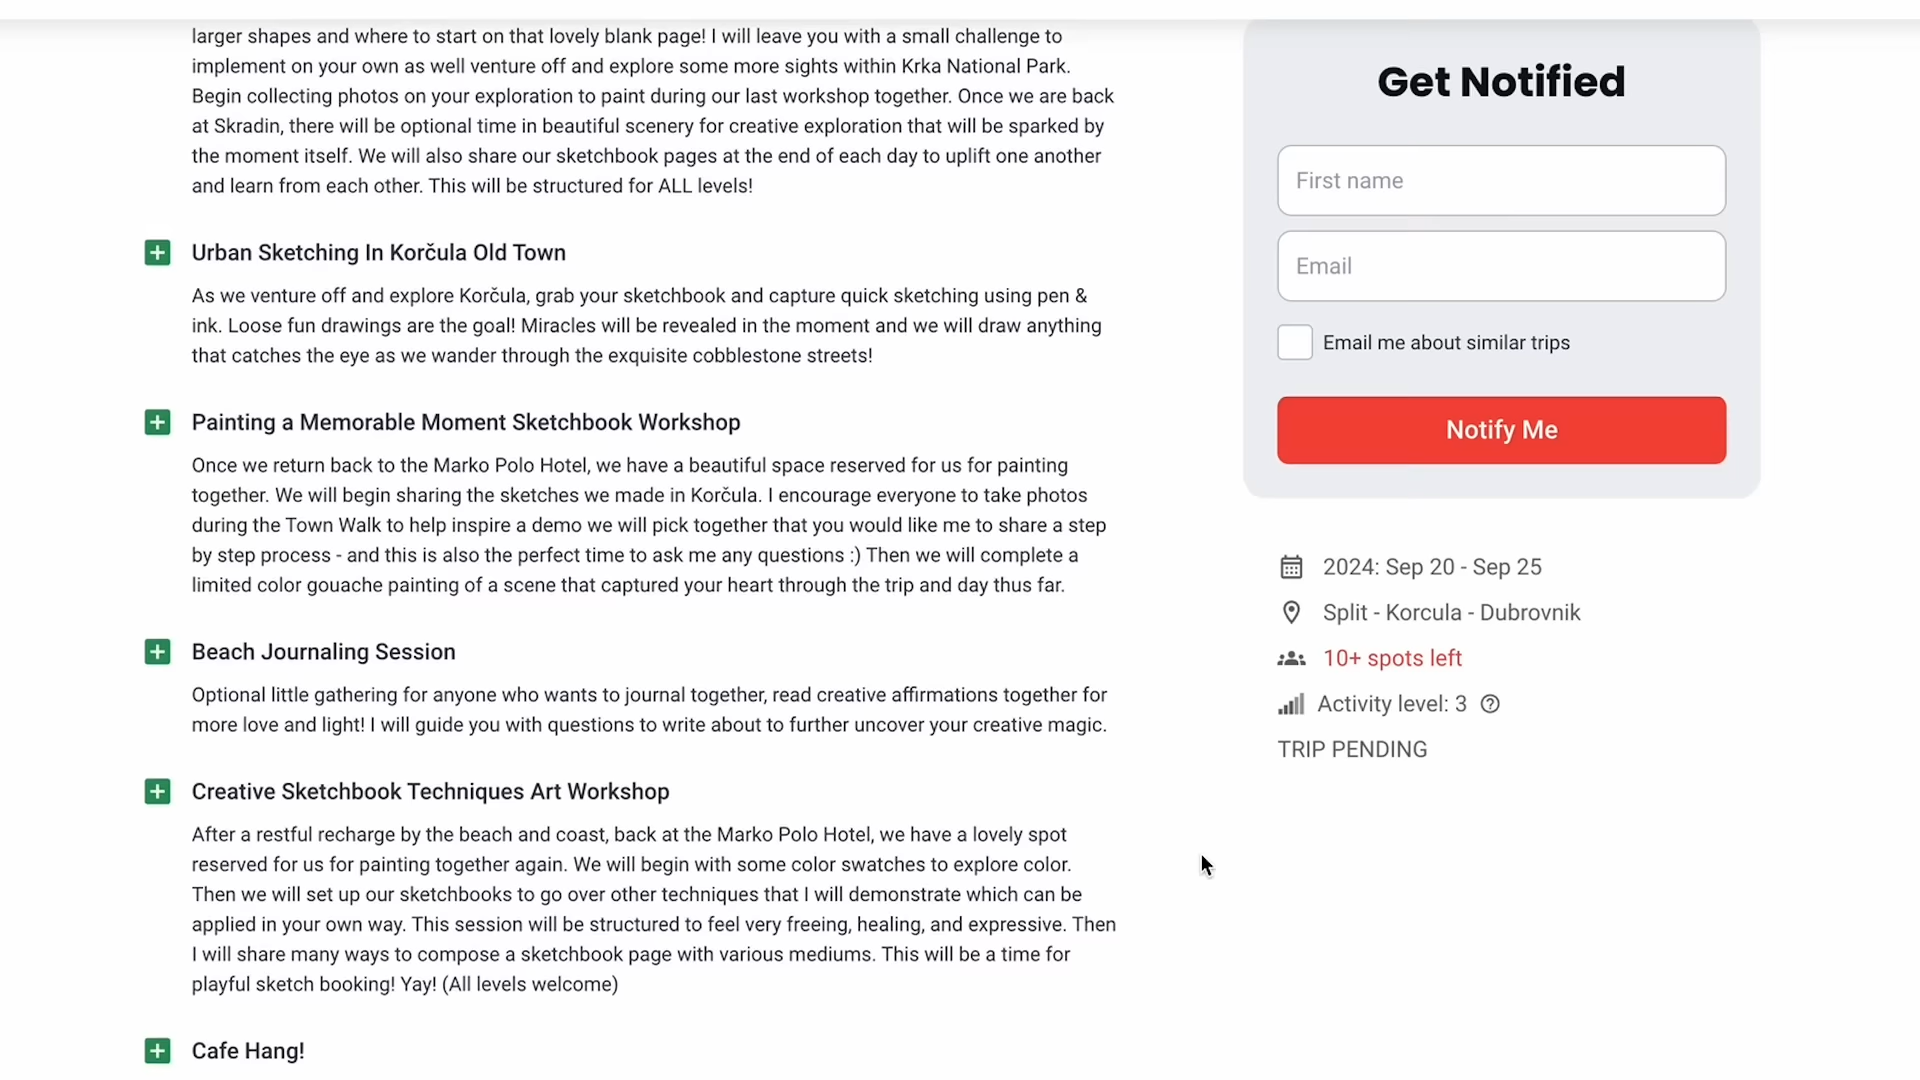 larger shapes and where to start on that lovely blank page! I will leave you with a small challenge to
implement on your own as well venture off and explore some more sights within Krka National Park.
Begin collecting photos on your exploration to paint during our last workshop together. Once we are back
at Skradin, there will be optional time in beautiful scenery for creative exploration that will be sparked by
the moment itself. We will also share our sketchbook pages at the end of each day to uplift one another
and learn from each other. This will be structured for ALL levels!
Urban Sketching In Korčula Old Town
As we venture off and explore Korčula, grab your sketchbook and capture quick sketching using pen &
ink. Loose fun drawings are the goal! Miracles will be revealed in the moment and we will draw anything
that catches the eye as we wander through the exquisite cobblestone streets!
Painting a Memorable Moment Sketchbook Workshop
Once we return back to the Marko Polo Hotel, we have a beautiful space reserved for us for painting
together. We will begin sharing the sketches we made in Korčula. I encourage everyone to take photos
during the Town Walk to help inspire a demo we will pick together that you would like me to share a step
by step process - and this is also the perfect time to ask me any questions :) Then we will complete a
limited color gouache painting of a scene that captured your heart through the trip and day thus far.
Beach Journaling Session
Optional little gathering for anyone who wants to journal together, read creative affirmations together for
more love and light! I will guide you with questions to write about to further uncover your creative magic.
Creative Sketchbook Techniques Art Workshop
After a restful recharge by the beach and coast, back at the Marko Polo Hotel, we have a lovely spot
reserved for us for painting together again. We will begin with some color swatches to explore color.
Then we will set up our sketchbooks to go over other techniques that I will demonstrate which can be
applied in your own way. This session will be structured to feel very freeing, healing, and expressive. Then
I will share many ways to compose a sketchbook page with various mediums. This will be a time for
playful sketch booking! Yay! (All levels welcome)
Cafe Hang!
Get Notified
First name
Email
Email me about similar trips
Notify Me
2024: Sep 20 - Sep 25
Split - Korcula - Dubrovnik
10+ spots left
Activity level: 3
TRIP PENDING